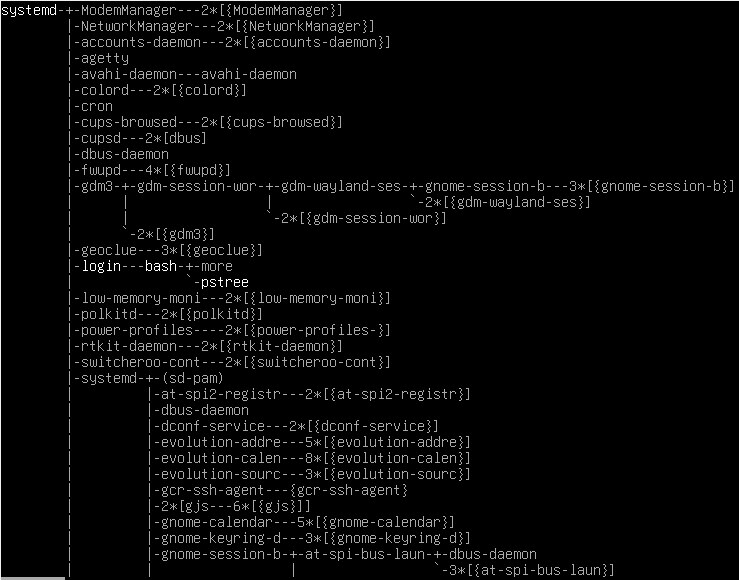 systemd-+-ModemManager---2*[{ModemManager}]
        |-NetworkManager---2*[{NetworkManager}]
        |-accounts-daemon---2*[{accounts-daemon}]
        |-agetty
        |-avahi-daemon---avahi-daemon
        |-colord---2*[{colord}]
        |-cron
        |-cups-browsed---2*[{cups-browsed}]
        |-cupsd---2*[dbus]
        |-dbus-daemon
        |-fwupd---4*[{fwupd}]
        |-gdm3-+-gdm-session-wor-+-gdm-wayland-ses-+-gnome-session-b---3*[{gnome-session-b}]
        |      |                 |                 `-2*[{gdm-wayland-ses}]
        |      |                 `-2*[{gdm-session-wor}]
        |      `-2*[{gdm3}]
        |-geoclue---3*[{geoclue}]
        |-login---bash-+-more
        |              `-pstree
        |-low-memory-moni---2*[{low-memory-moni}]
        |-polkitd---2*[{polkitd}]
        |-power-profiles----2*[{power-profiles-}]
        |-rtkit-daemon---2*[{rtkit-daemon}]
        |-switcheroo-cont---2*[{switcheroo-cont}]
        |-systemd-+-(sd-pam)
        |         |-at-spi2-registr---2*[{at-spi2-registr}]
        |         |-dbus-daemon
        |         |-dconf-service---2*[{dconf-service}]
        |         |-evolution-addre---5*[{evolution-addre}]
        |         |-evolution-calen---8*[{evolution-calen}]
        |         |-evolution-sourc---3*[{evolution-sourc}]
        |         |-gcr-ssh-agent---{gcr-ssh-agent}
        |         |-2*[gjs---6*[{gjs}]]
        |         |-gnome-calendar---5*[{gnome-calendar}]
        |         |-gnome-keyring-d---3*[{gnome-keyring-d}]
        |         |-gnome-session-b-+-at-spi-bus-laun-+-dbus-daemon
        |         |                 |                 `-3*[{at-spi-bus-laun}]